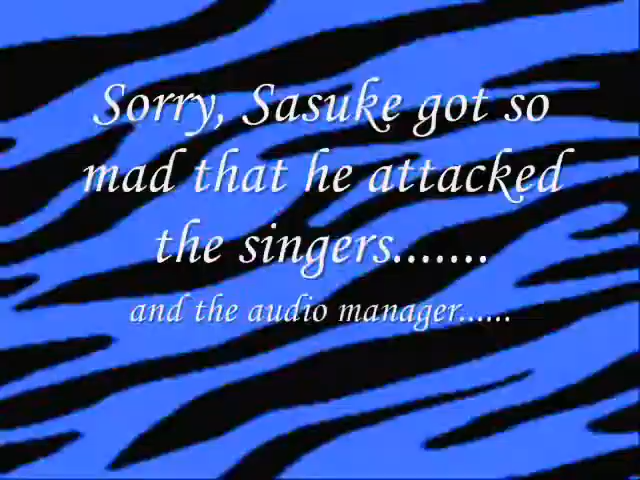 Sorry, Sasuke got so
mad that he attacked
the singers.......
and the audio manager......